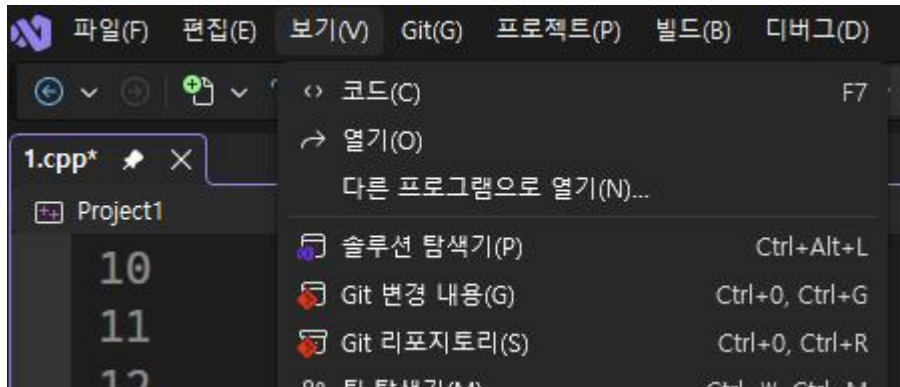 파일(F) 편집(E) 보기(V) Git(G) 프로젝트(P) 빌드(B) 디버그(D)
코드(C) F7
열기(O)
1.cpp*
다른 프로그램으로 열기(N)...
Project1
솔루션 탐색기(P) Ctrl+Alt+L
10
Git 변경 내용(G) Ctrl+0, Ctrl+G
11
Git 리포지토리(S) Ctrl+0, Ctrl+R
12